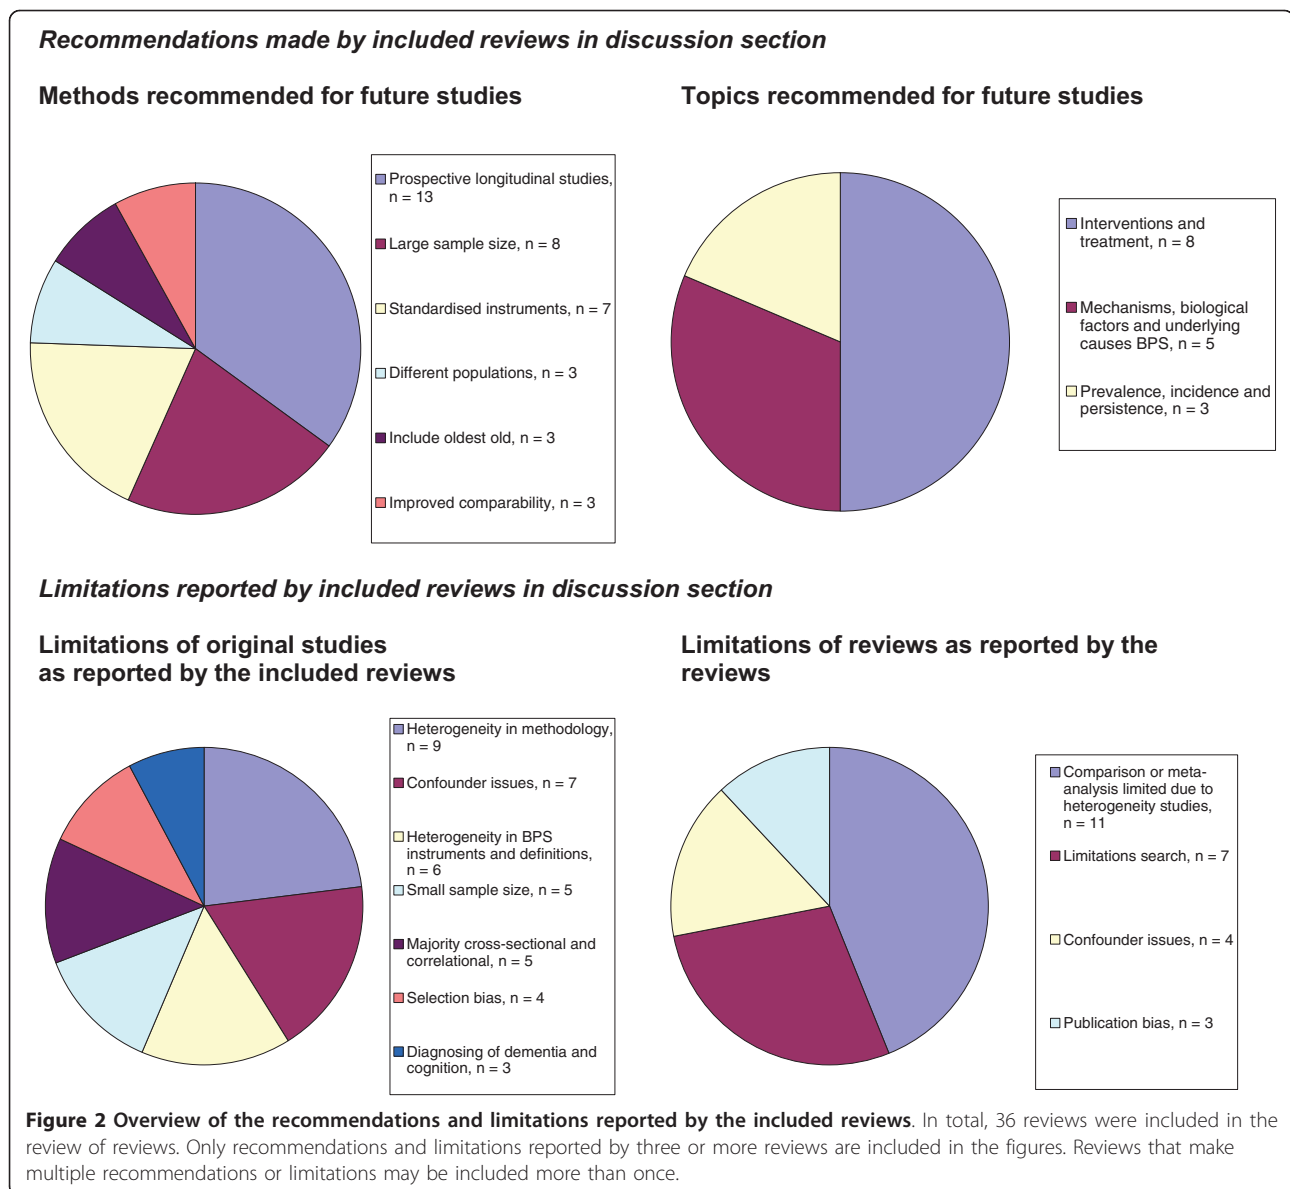 Recommendations made by included reviews in discussion section
Methods recommended for future studies
Prospective longitudinal studies,
n = 13
Large sample size, n = 8
Standardised instruments, n = 7
Different populations, n = 3
Include oldest old, n = 3
Improved comparability, n = 3
Topics recommended for future studies
Interventions and
treatment, n = 8
Mechanisms, biological
factors and underlying
causes BPS, n = 5
Prevalence, incidence and
persistence, n = 3
Limitations reported by included reviews in discussion section
Limitations of original studies
as reported by the included reviews
Heterogeneity in methodology,
n = 9
Confounder issues, n = 7
Heterogeneity in BPS
instruments and definitions,
n = 6
Small sample size, n = 5
Majority cross-sectional and
correlational, n = 5
Selection bias, n = 4
Diagnosing of dementia and
cognition, n = 3
Limitations of reviews as reported by the
reviews
Comparison or meta-
analysis limited due to
heterogeneity studies,
n = 11
Limitations search, n = 7
Confounder issues, n = 4
Publication bias, n = 3
Figure 2 Overview of the recommendations and limitations reported by the included reviews. In total, 36 reviews were included in the
review of reviews. Only recommendations and limitations reported by three or more reviews are included in the figures. Reviews that make
multiple recommendations or limitations may be included more than once.